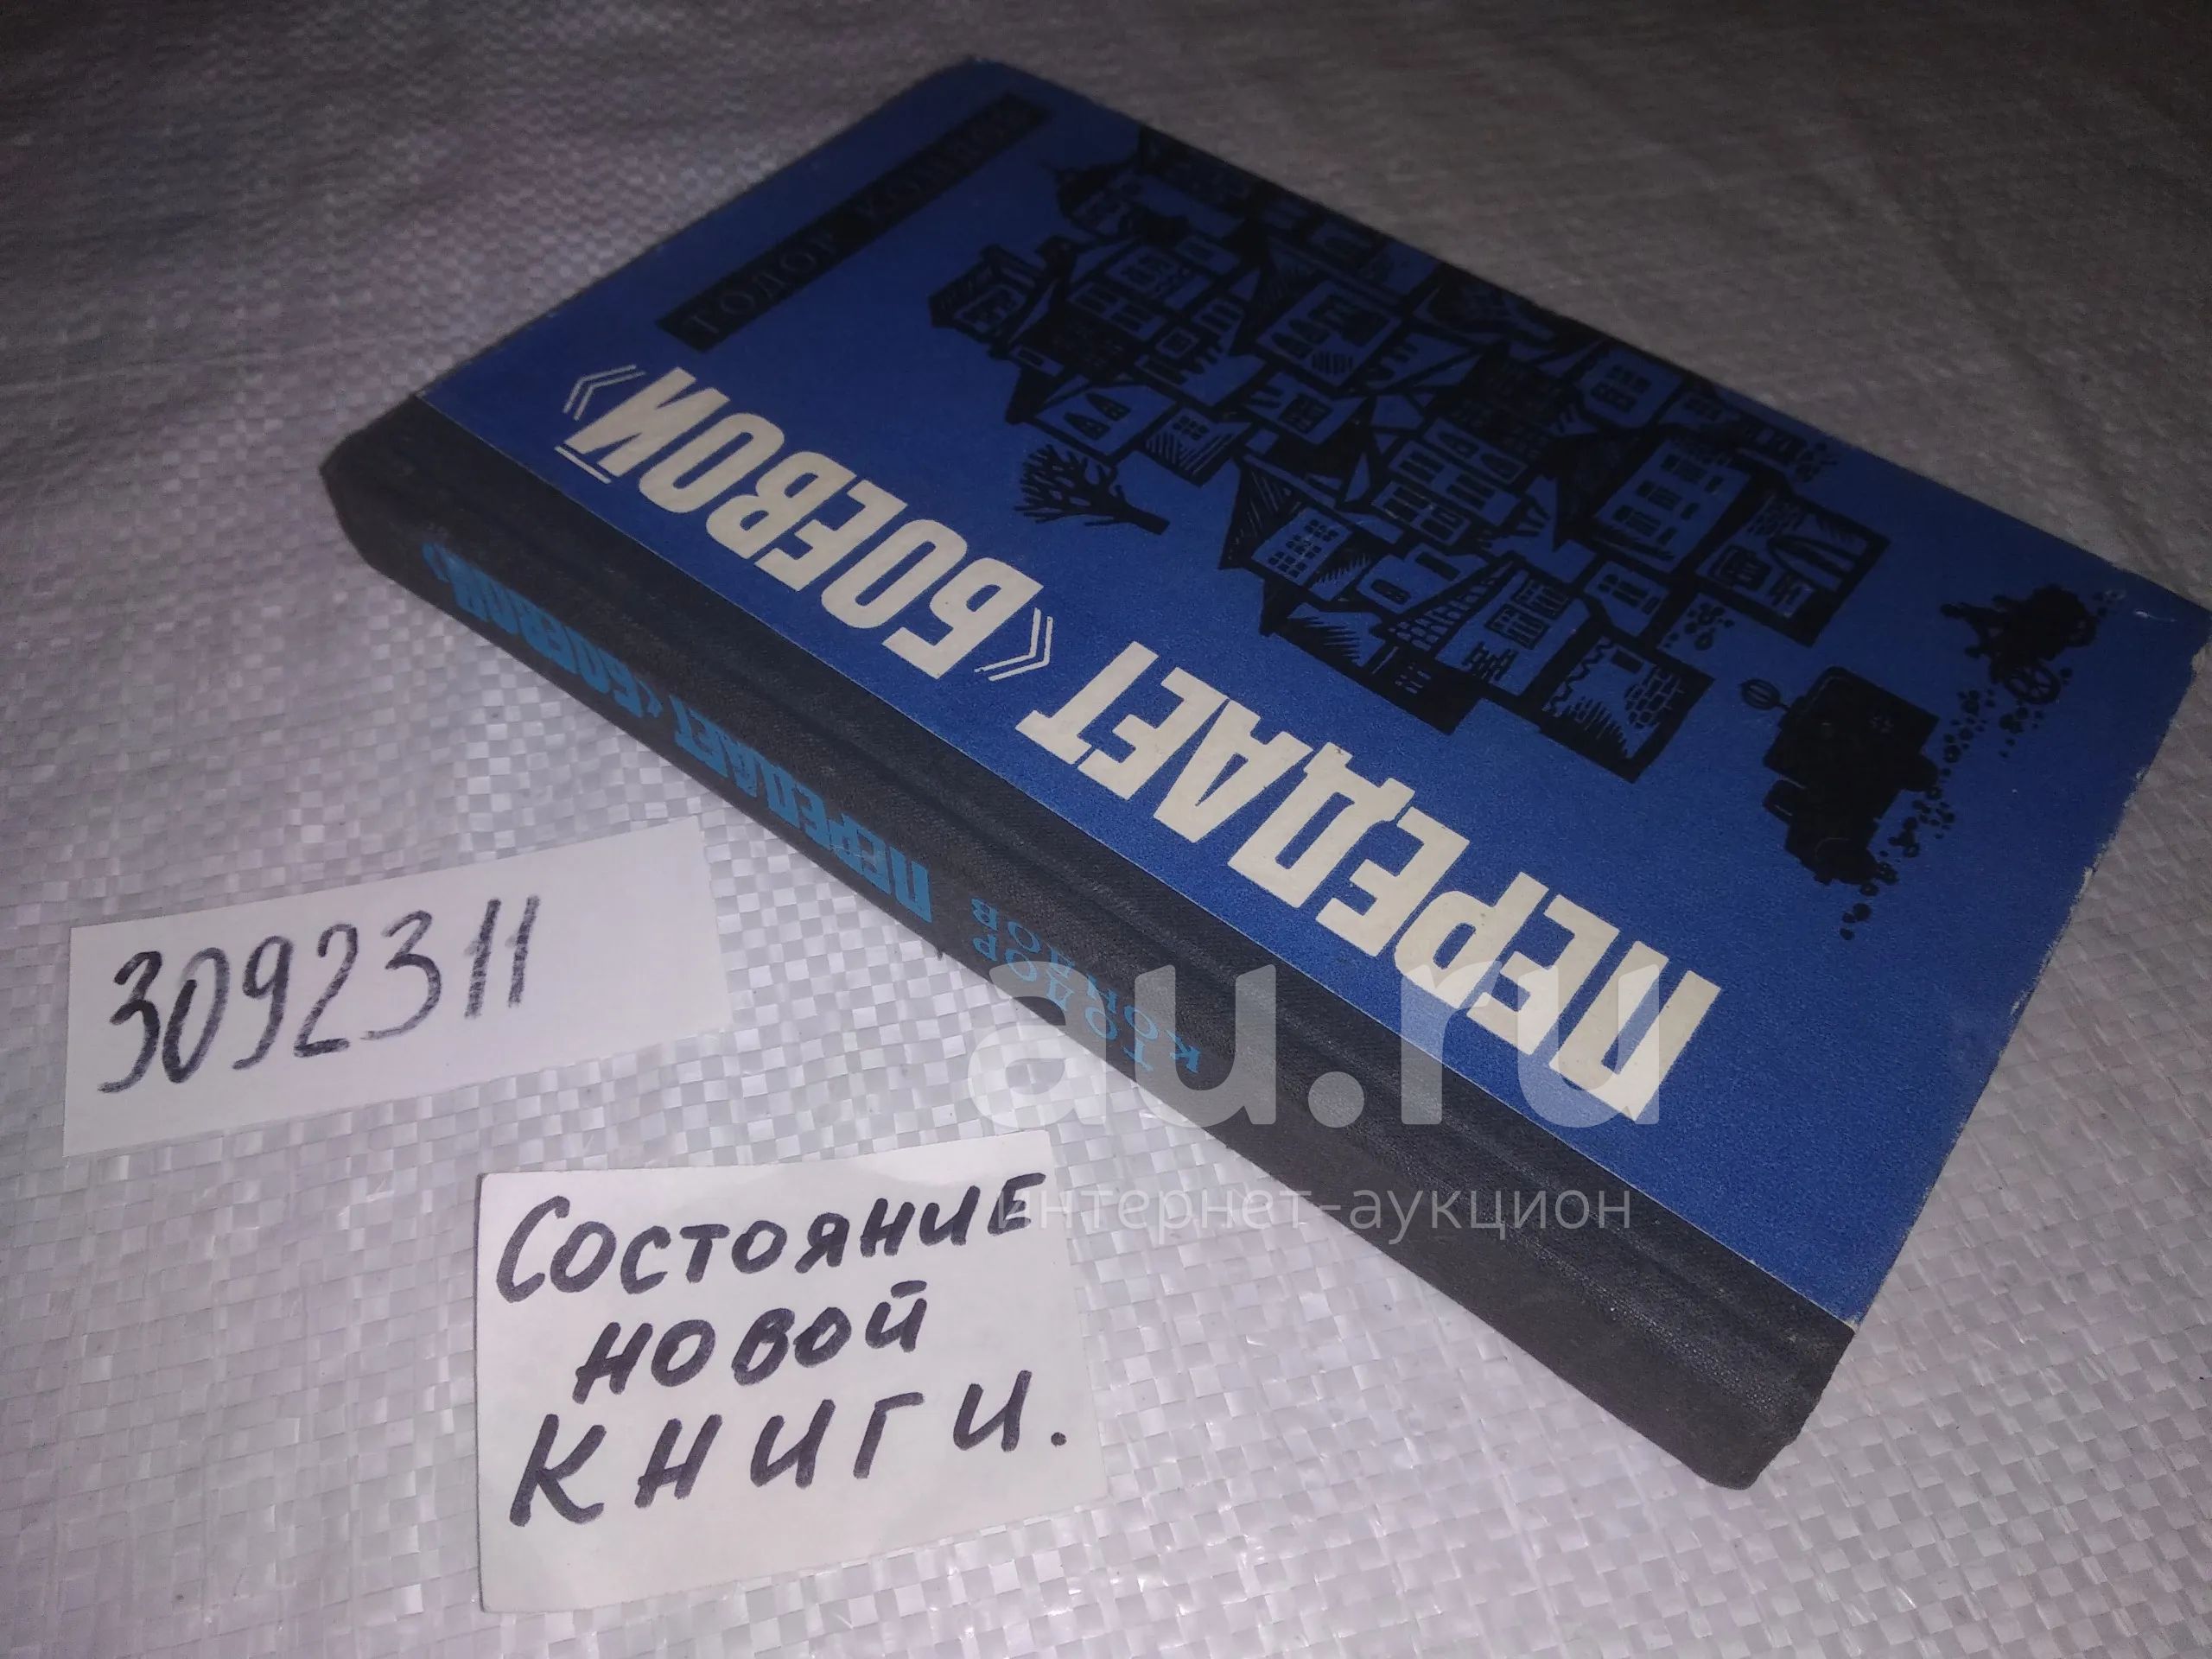 ТОДОР КОНДОВ
ПЕРЕДАЕТ «БОЕВОЙ»
ТОДОР
КОНДОВ
ПЕРЕДАЕТ «БОЕВОЙ»
3092311
СОСТОЯНИЕ
НОВОЙ
КНИГИ.
au.ru
интернет-аукцион